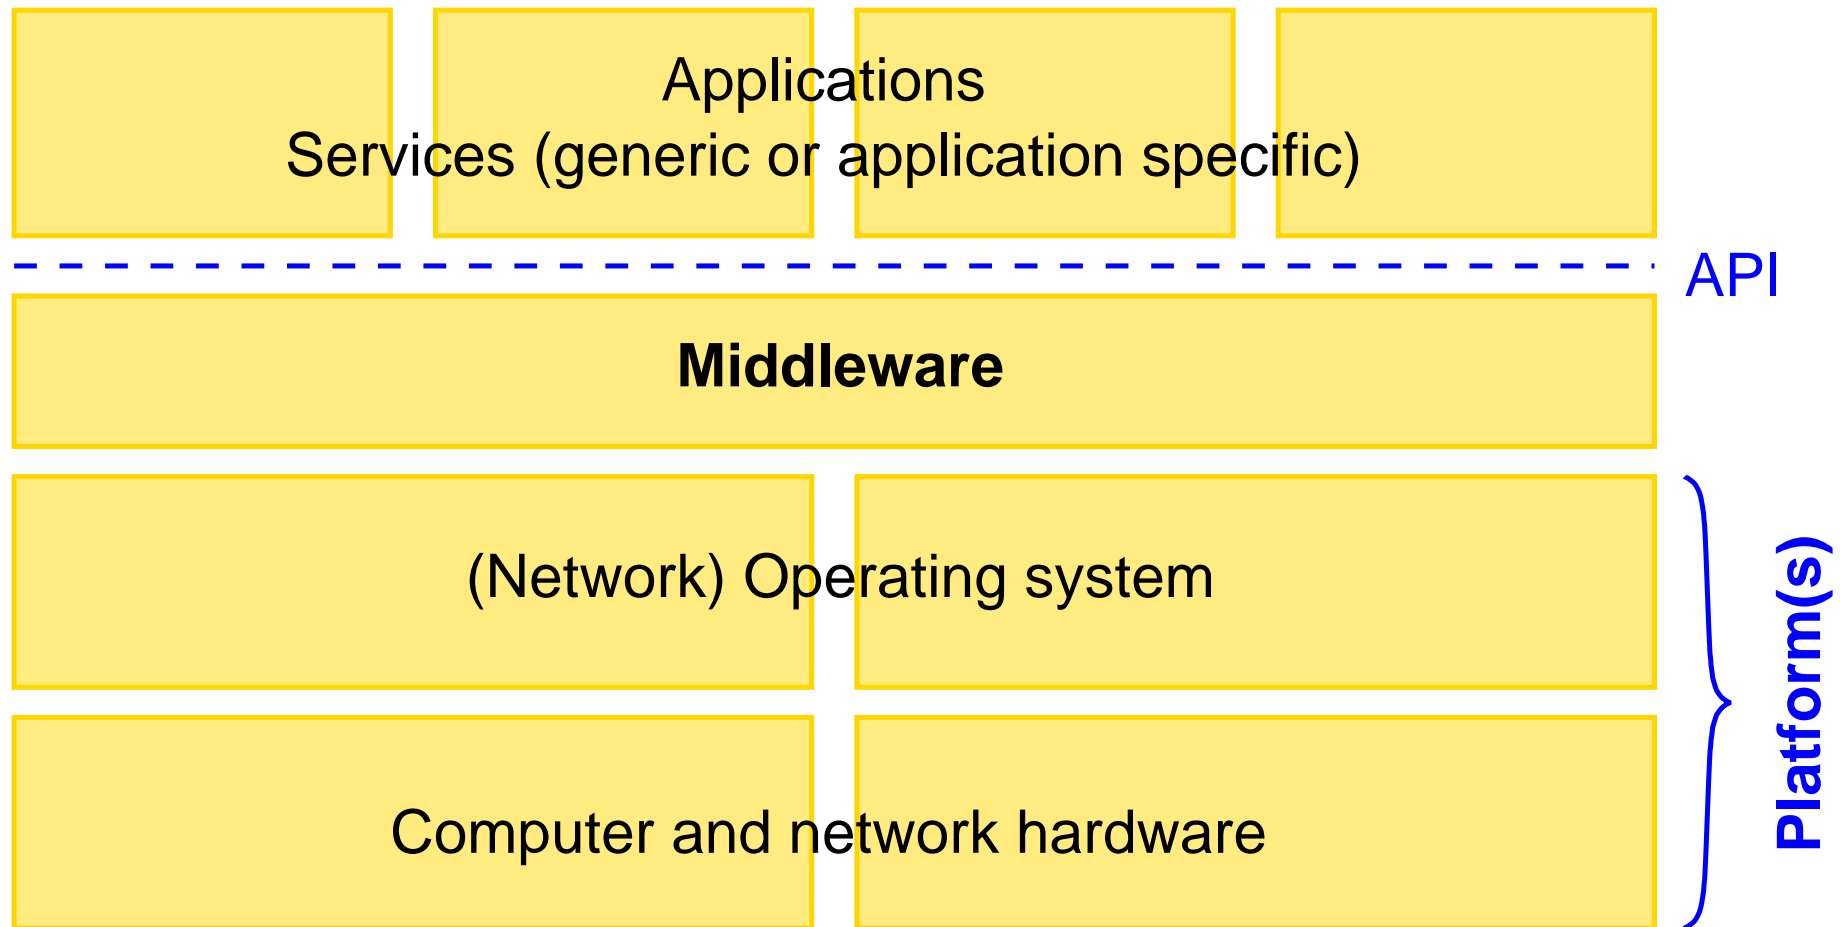 Applications
Services (generic or application specific)
API
Middleware
(Network) Operating system
Platform(s)
Computer and network hardware